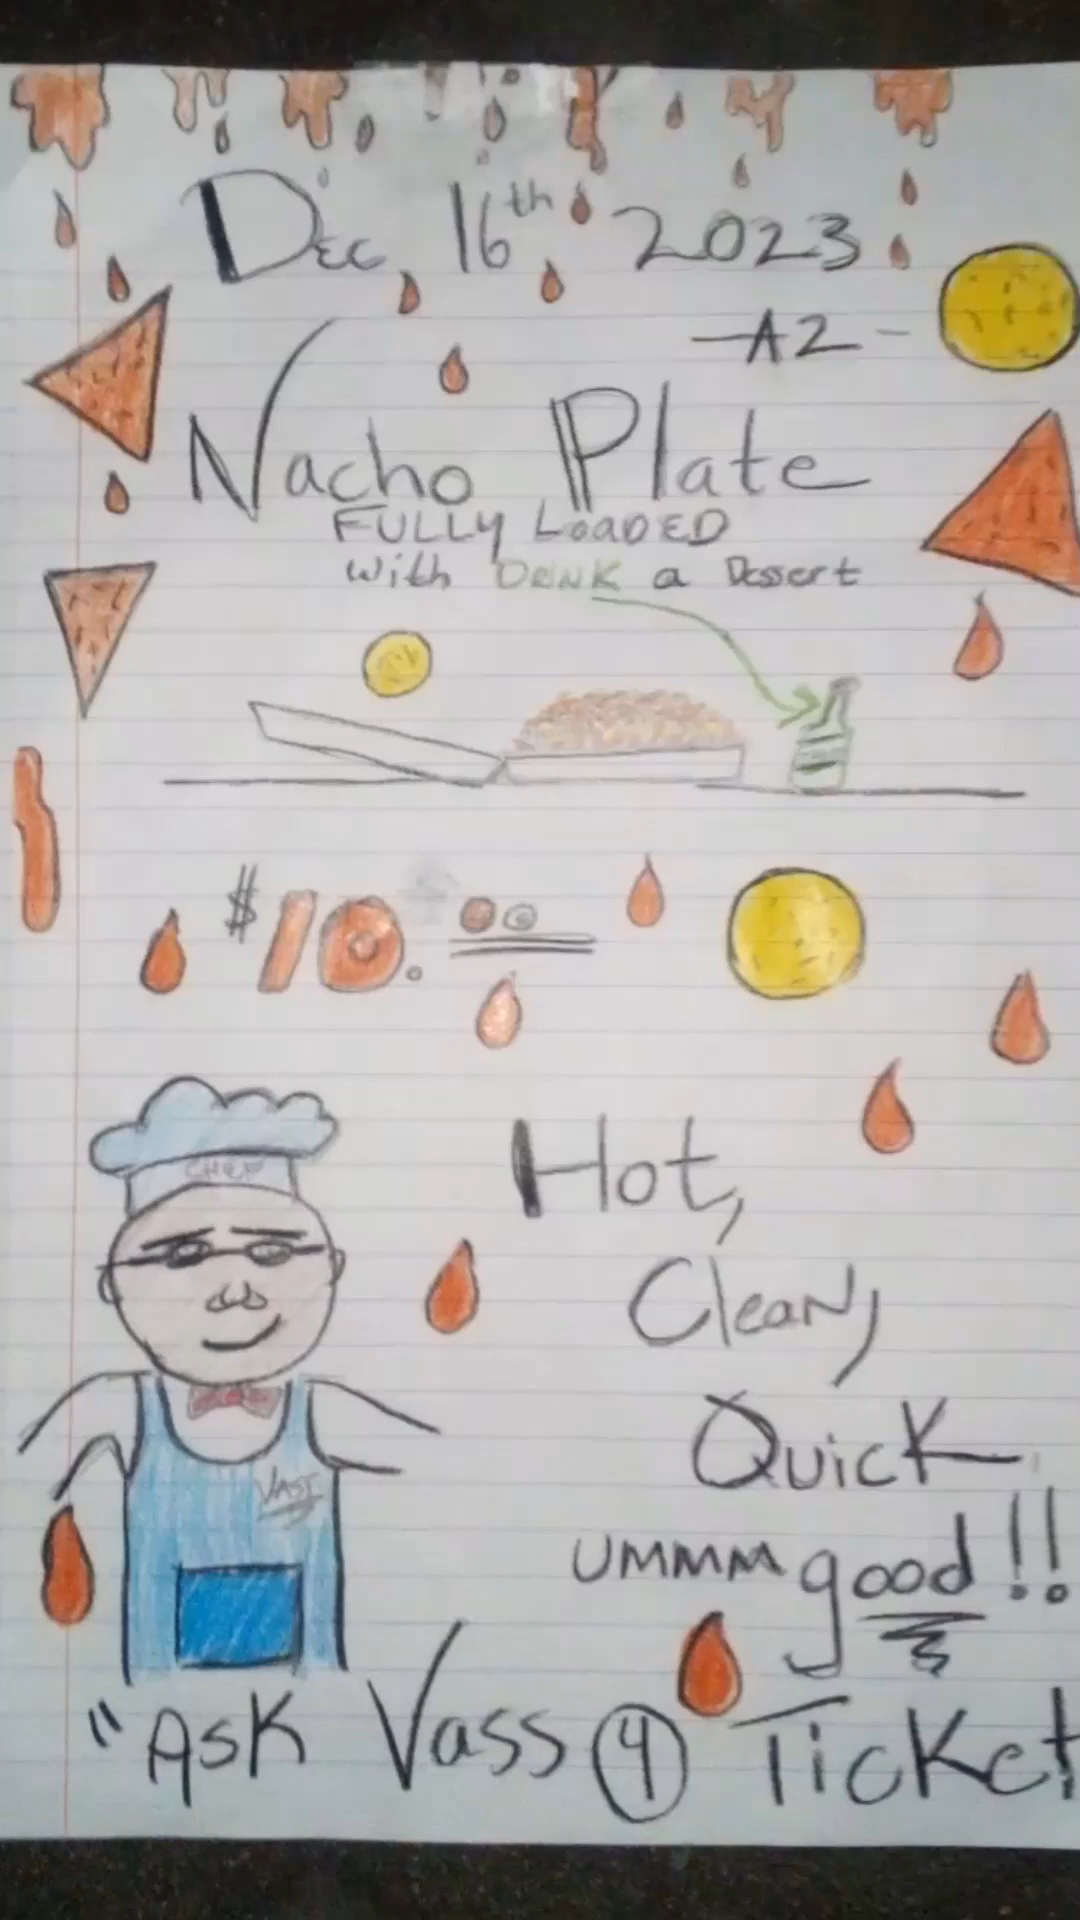 Dec, 16th 2023
-A2-
Nacho Plate
FULLY LOADED
with DRINK a Dessert
$10.00
CHEF
Hot,
Clean,
Quick
VASS
UMMM good!!
"Ask Vass 4 Ticket